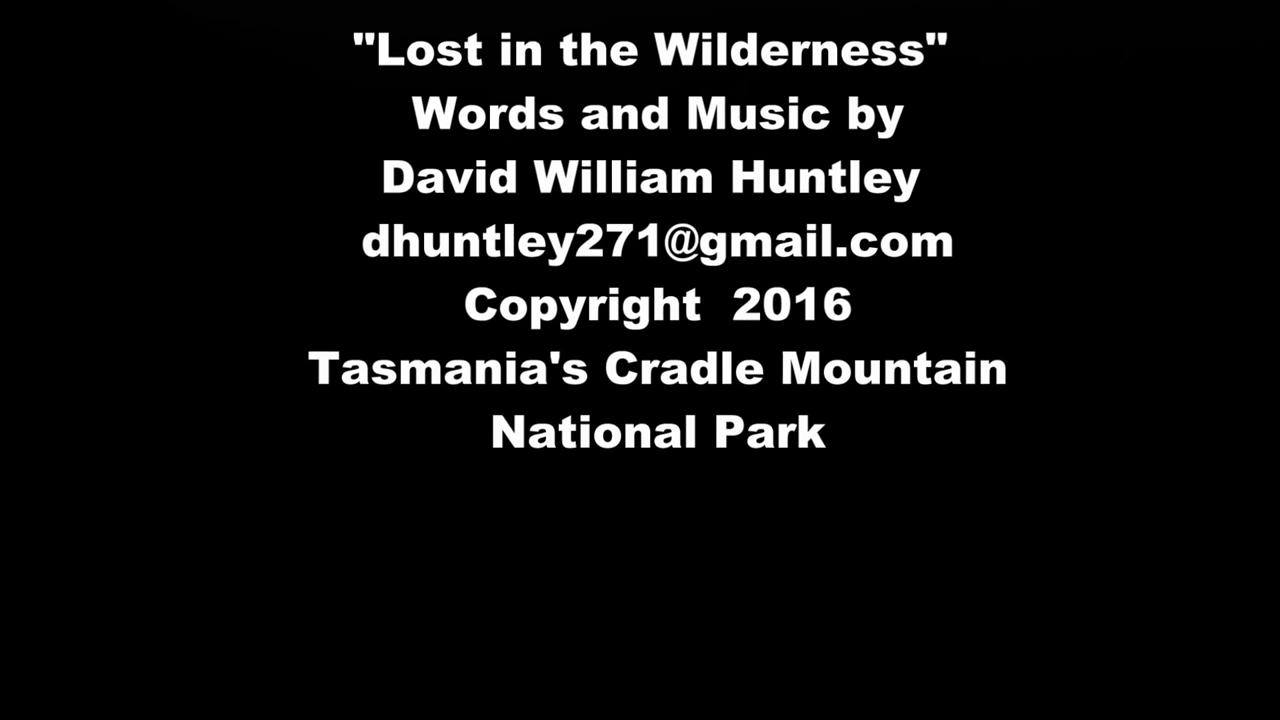 "Lost in the Wilderness"
Words and Music by
David William Huntley
dhuntley271@gmail.com
Copyright  2016
Tasmania's Cradle Mountain
National Park